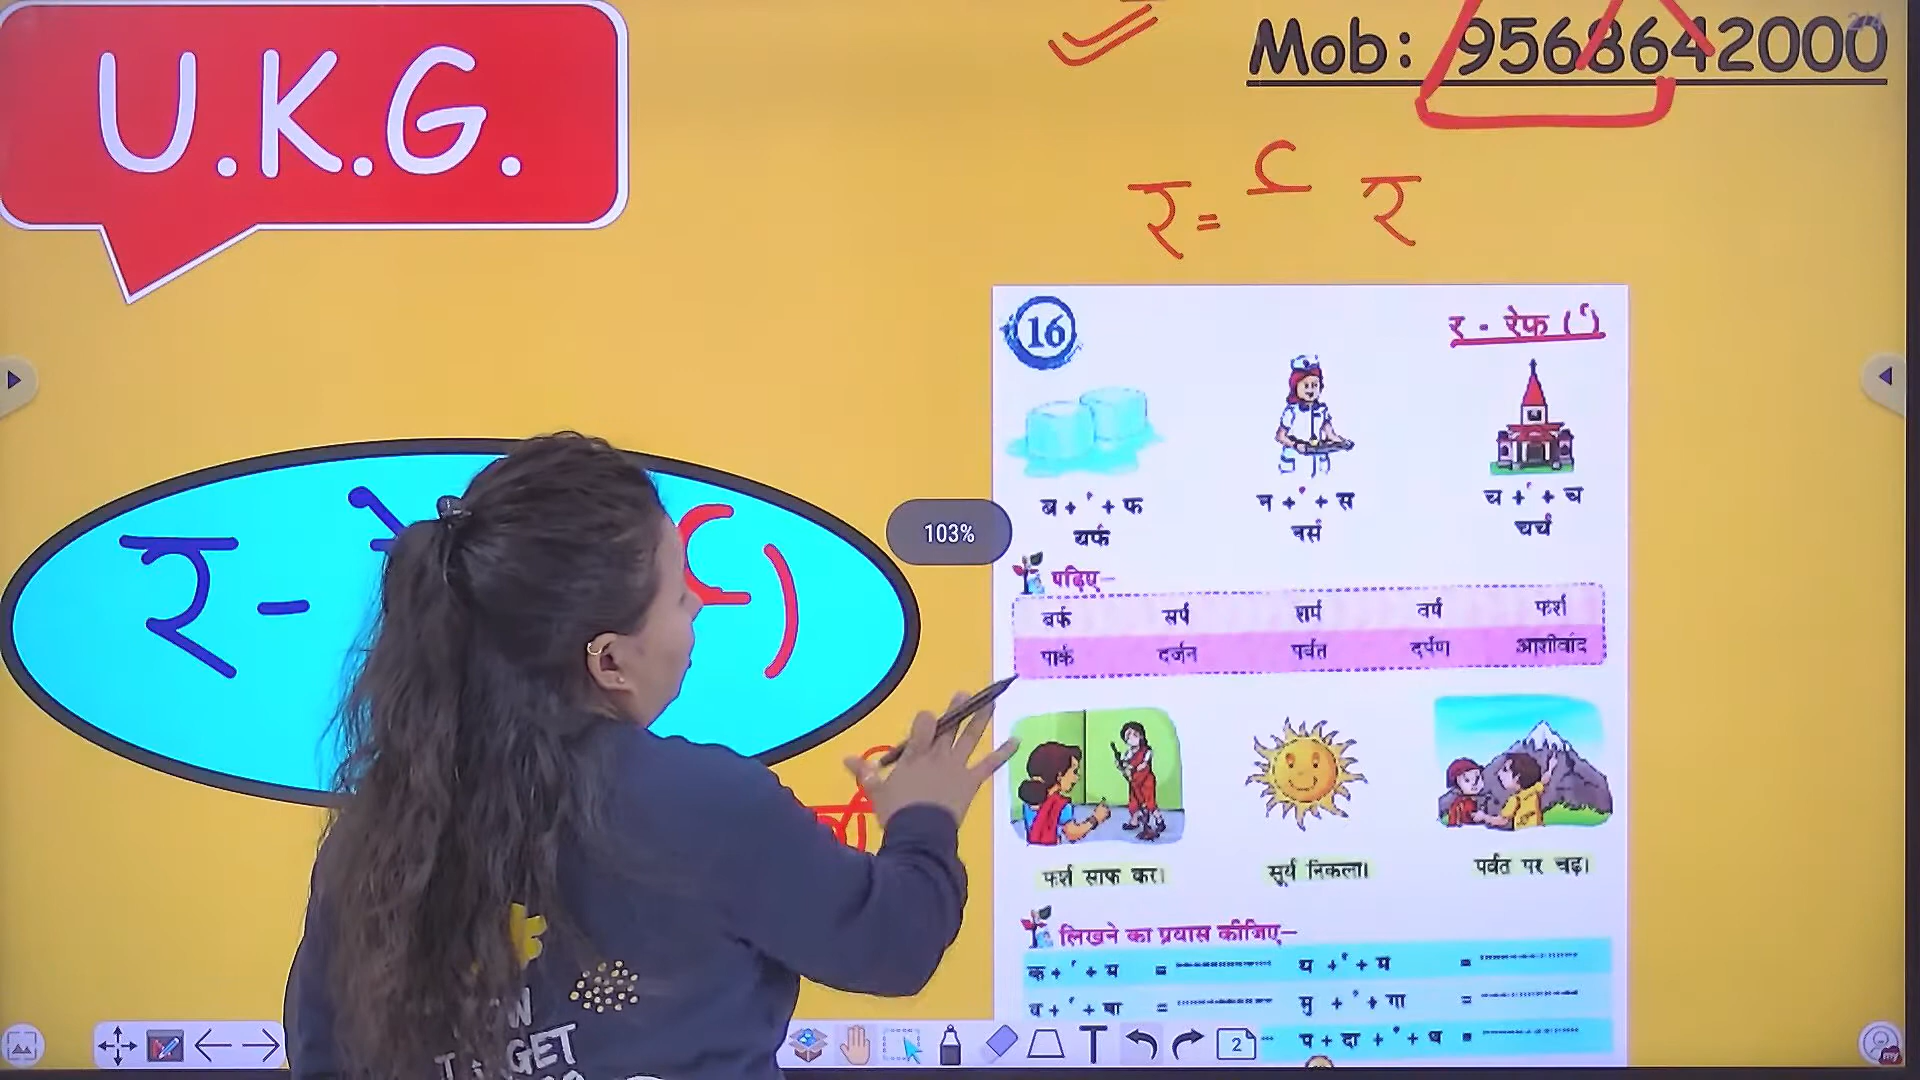 U.K.G.
Mob: 9568642000
र = र्‍ र
16
र - रेफ (र्)
ब + ʿ + फ
बर्फ
न + ʿ + स
नर्स
च + ʿ + च
चर्च
पढ़िए–
बर्फ सर्प शर्म वर्ष फर्श
पार्क दर्जन पर्वत दर्पण आशीर्वाद
र -
103%
फर्श साफ कर।
सूर्य निकला।
पर्वत पर चढ़।
लिखने का प्रयास कीजिए–
क + ʿ + म = य + ʿ + म =
व + ʿ + षा = मु + ʿ + गा =
प + दा + ʿ + थ =
T
2